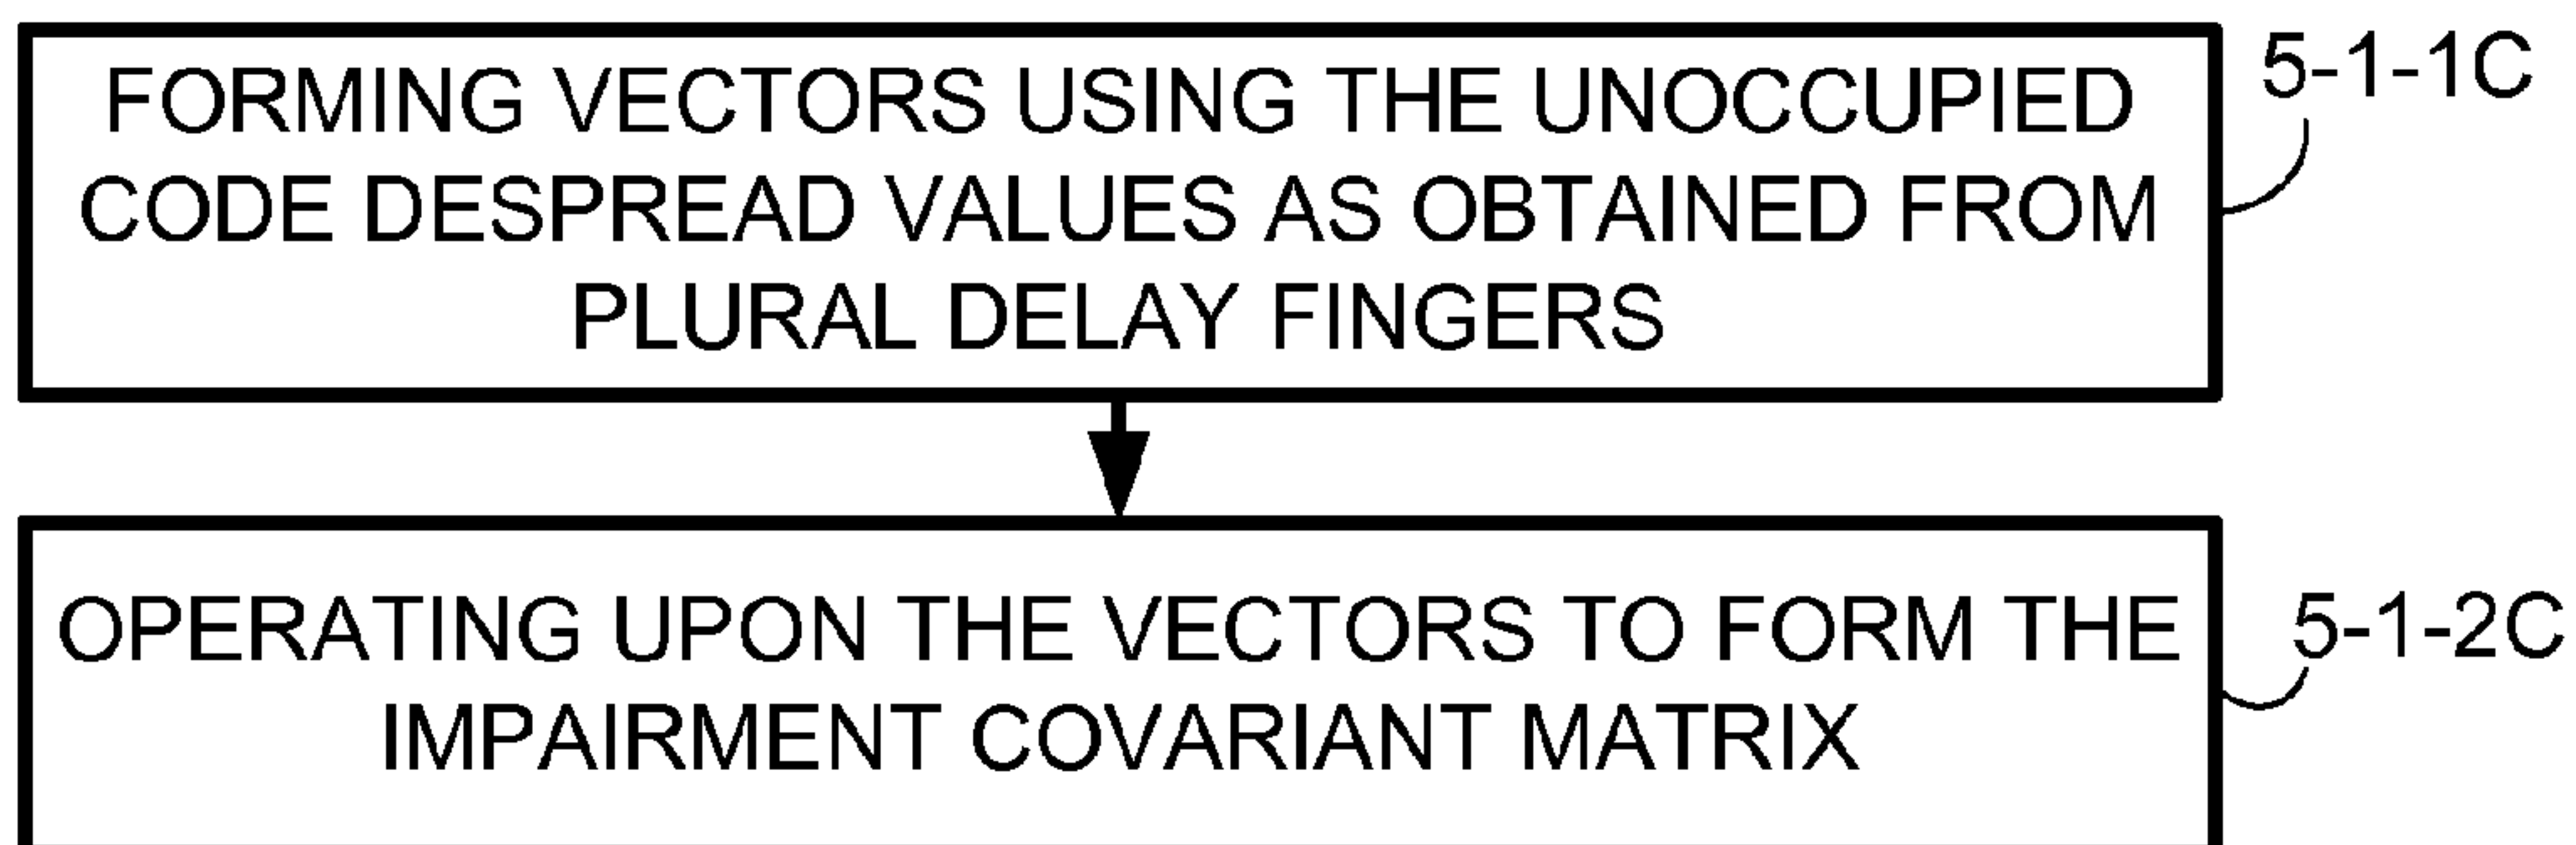 FORMING VECTORS USING THE UNOCCUPIED
CODE DESPREAD VALUES AS OBTAINED FROM
PLURAL DELAY FINGERS
5-1-1C
OPERATING UPON THE VECTORS TO FORM THE
IMPAIRMENT COVARIANT MATRIX
5-1-2C